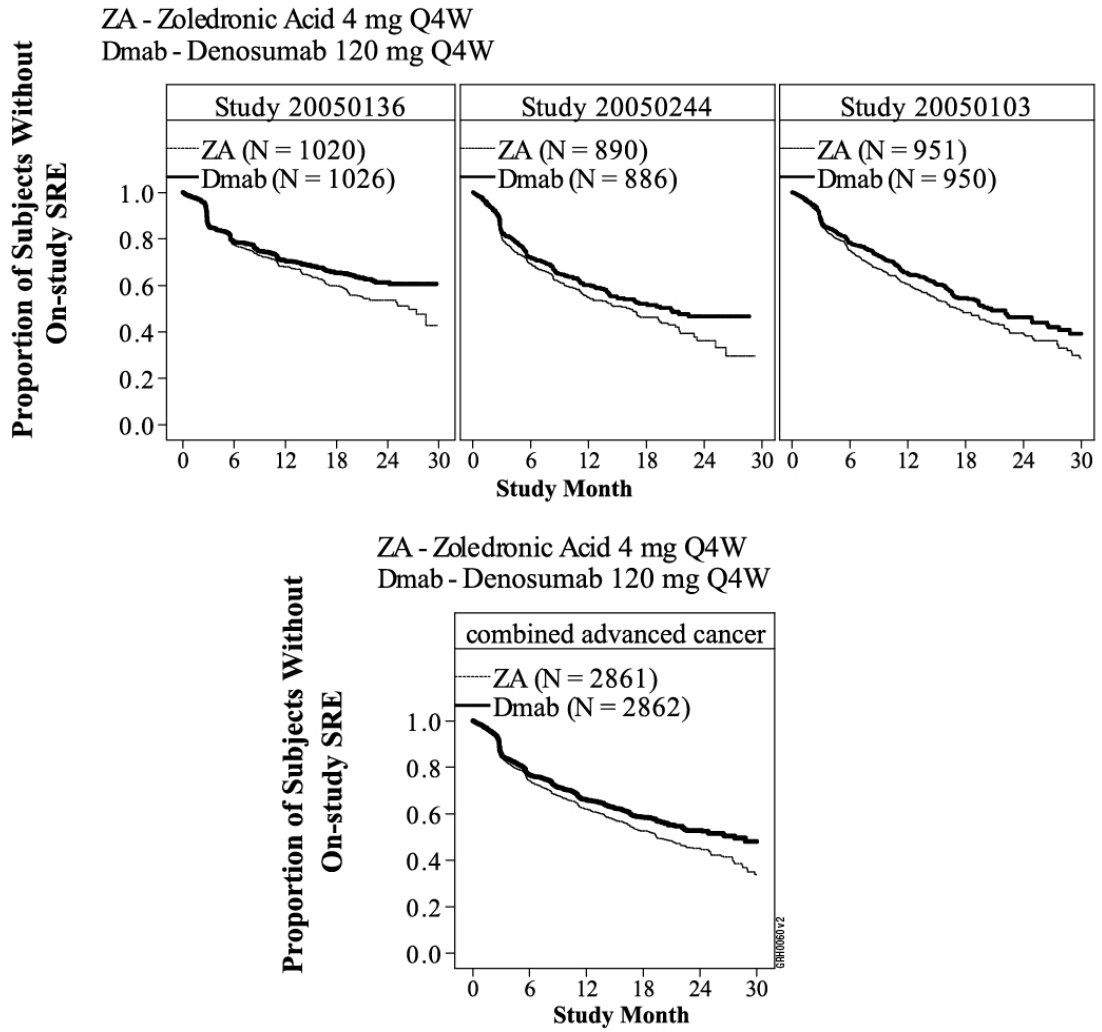 ZA - Zoledronic Acid 4 mg Q4W
Dmab - Denosumab 120 mg Q4W
Proportion of Subjects Without
On-study SRE
Study 20050136
ZA (N = 1020)
Dmab (N = 1026)
Study 20050244
ZA (N = 890)
Dmab (N = 886)
Study 20050103
ZA (N = 951)
Dmab (N = 950)
1.0
0.8
0.6
0.4
0.2
0.0
0 6 12 18 24 30
0 6 12 18 24 30
0 6 12 18 24 30
Study Month
ZA - Zoledronic Acid 4 mg Q4W
Dmab - Denosumab 120 mg Q4W
Proportion of Subjects Without
On-study SRE
combined advanced cancer
ZA (N = 2861)
Dmab (N = 2862)
1.0
0.8
0.6
0.4
0.2
0.0
0 6 12 18 24 30
Study Month
GRH0060 v2